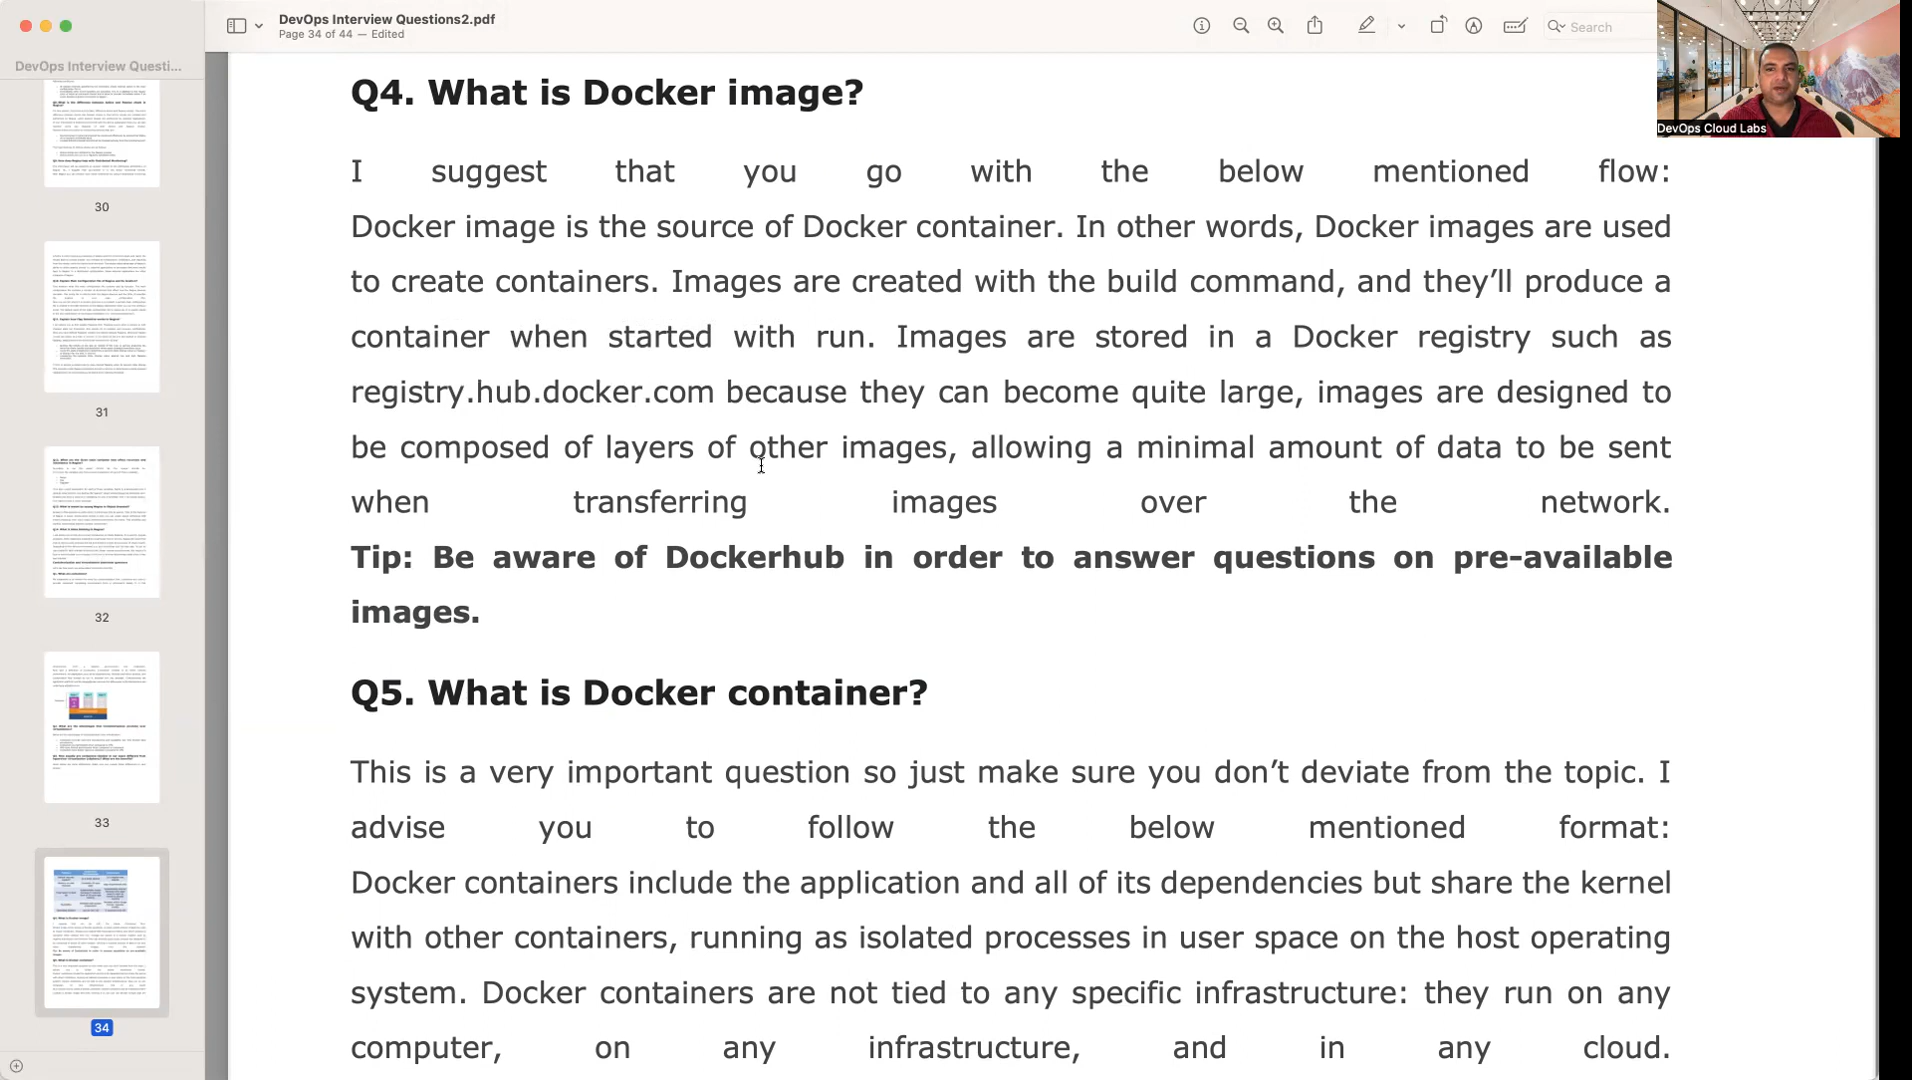 DevOps Interview Questions2.pdf
Page 34 of 44 — Edited
Search
DevOps Interview Questi...
DevOps Cloud Labs
30
31
32
33
34
Q4. What is Docker image?
I suggest that you go with the below mentioned flow:
Docker image is the source of Docker container. In other words, Docker images are used
to create containers. Images are created with the build command, and they’ll produce a
container when started with run. Images are stored in a Docker registry such as
registry.hub.docker.com because they can become quite large, images are designed to
be composed of layers of other images, allowing a minimal amount of data to be sent
when transferring images over the network.
Tip: Be aware of Dockerhub in order to answer questions on pre-available
images.
Q5. What is Docker container?
This is a very important question so just make sure you don’t deviate from the topic. I
advise you to follow the below mentioned format:
Docker containers include the application and all of its dependencies but share the kernel
with other containers, running as isolated processes in user space on the host operating
system. Docker containers are not tied to any specific infrastructure: they run on any
computer, on any infrastructure, and in any cloud.